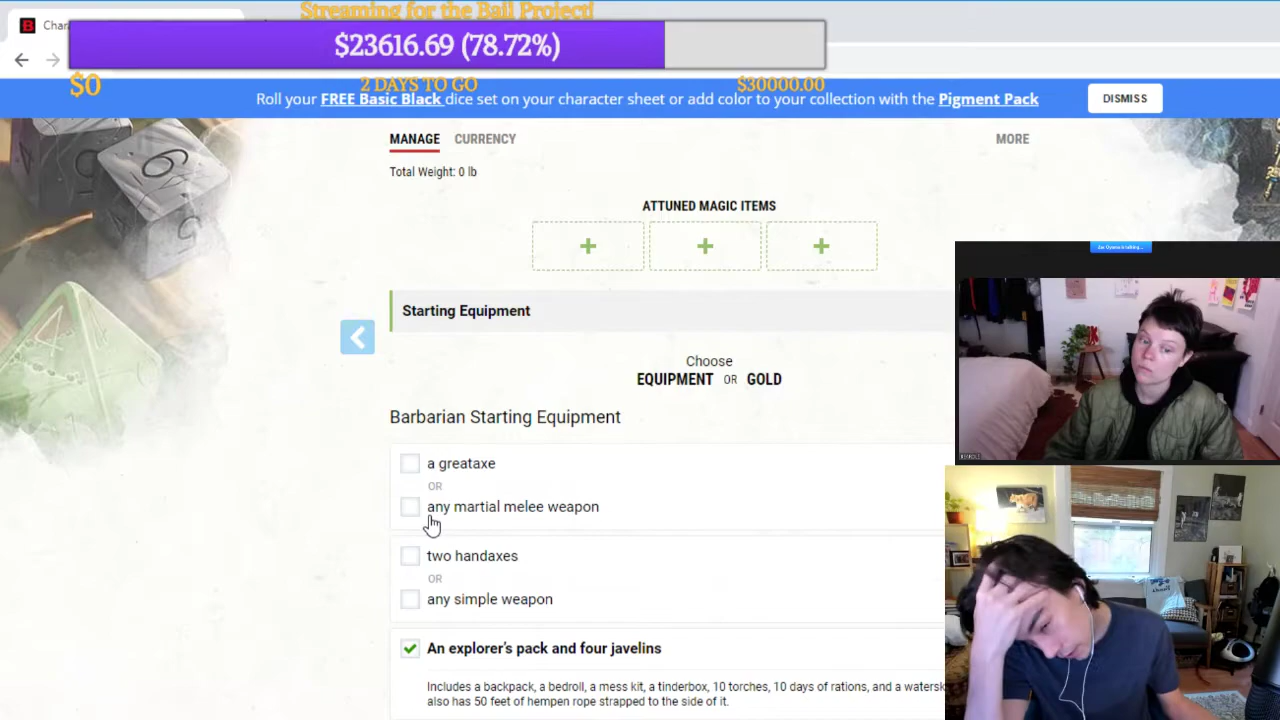 Streaming for the Bail Project!
Char
$23616.69 (78.72%)
$0
2 DAYS TO GO
$30000.00
Roll your FREE Basic Black dice set on your character sheet or add color to your collection with the Pigment Pack
DISMISS
MANAGE CURRENCY MORE
Total Weight: 0 lb
ATTUNED MAGIC ITEMS
Starting Equipment
Choose
EQUIPMENT OR GOLD
Barbarian Starting Equipment
a greataxe
OR
any martial melee weapon
two handaxes
OR
any simple weapon
An explorer's pack and four javelins
Includes a backpack, a bedroll, a mess kit, a tinderbox, 10 torches, 10 days of rations, and a watersk
also has 50 feet of hempen rope strapped to the side of it.